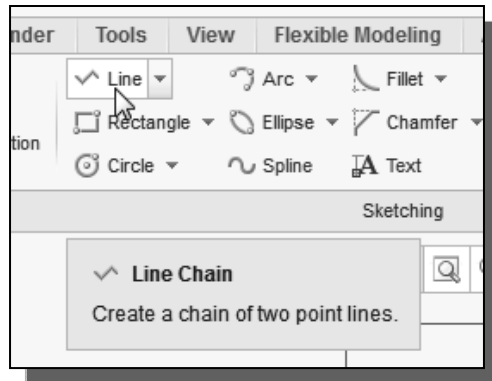 nder Tools View Flexible Modeling
Line Arc Fillet
Rectangle Ellipse Chamfer
tion
Circle Spline Text
Sketching
Line Chain
Create a chain of two point lines.